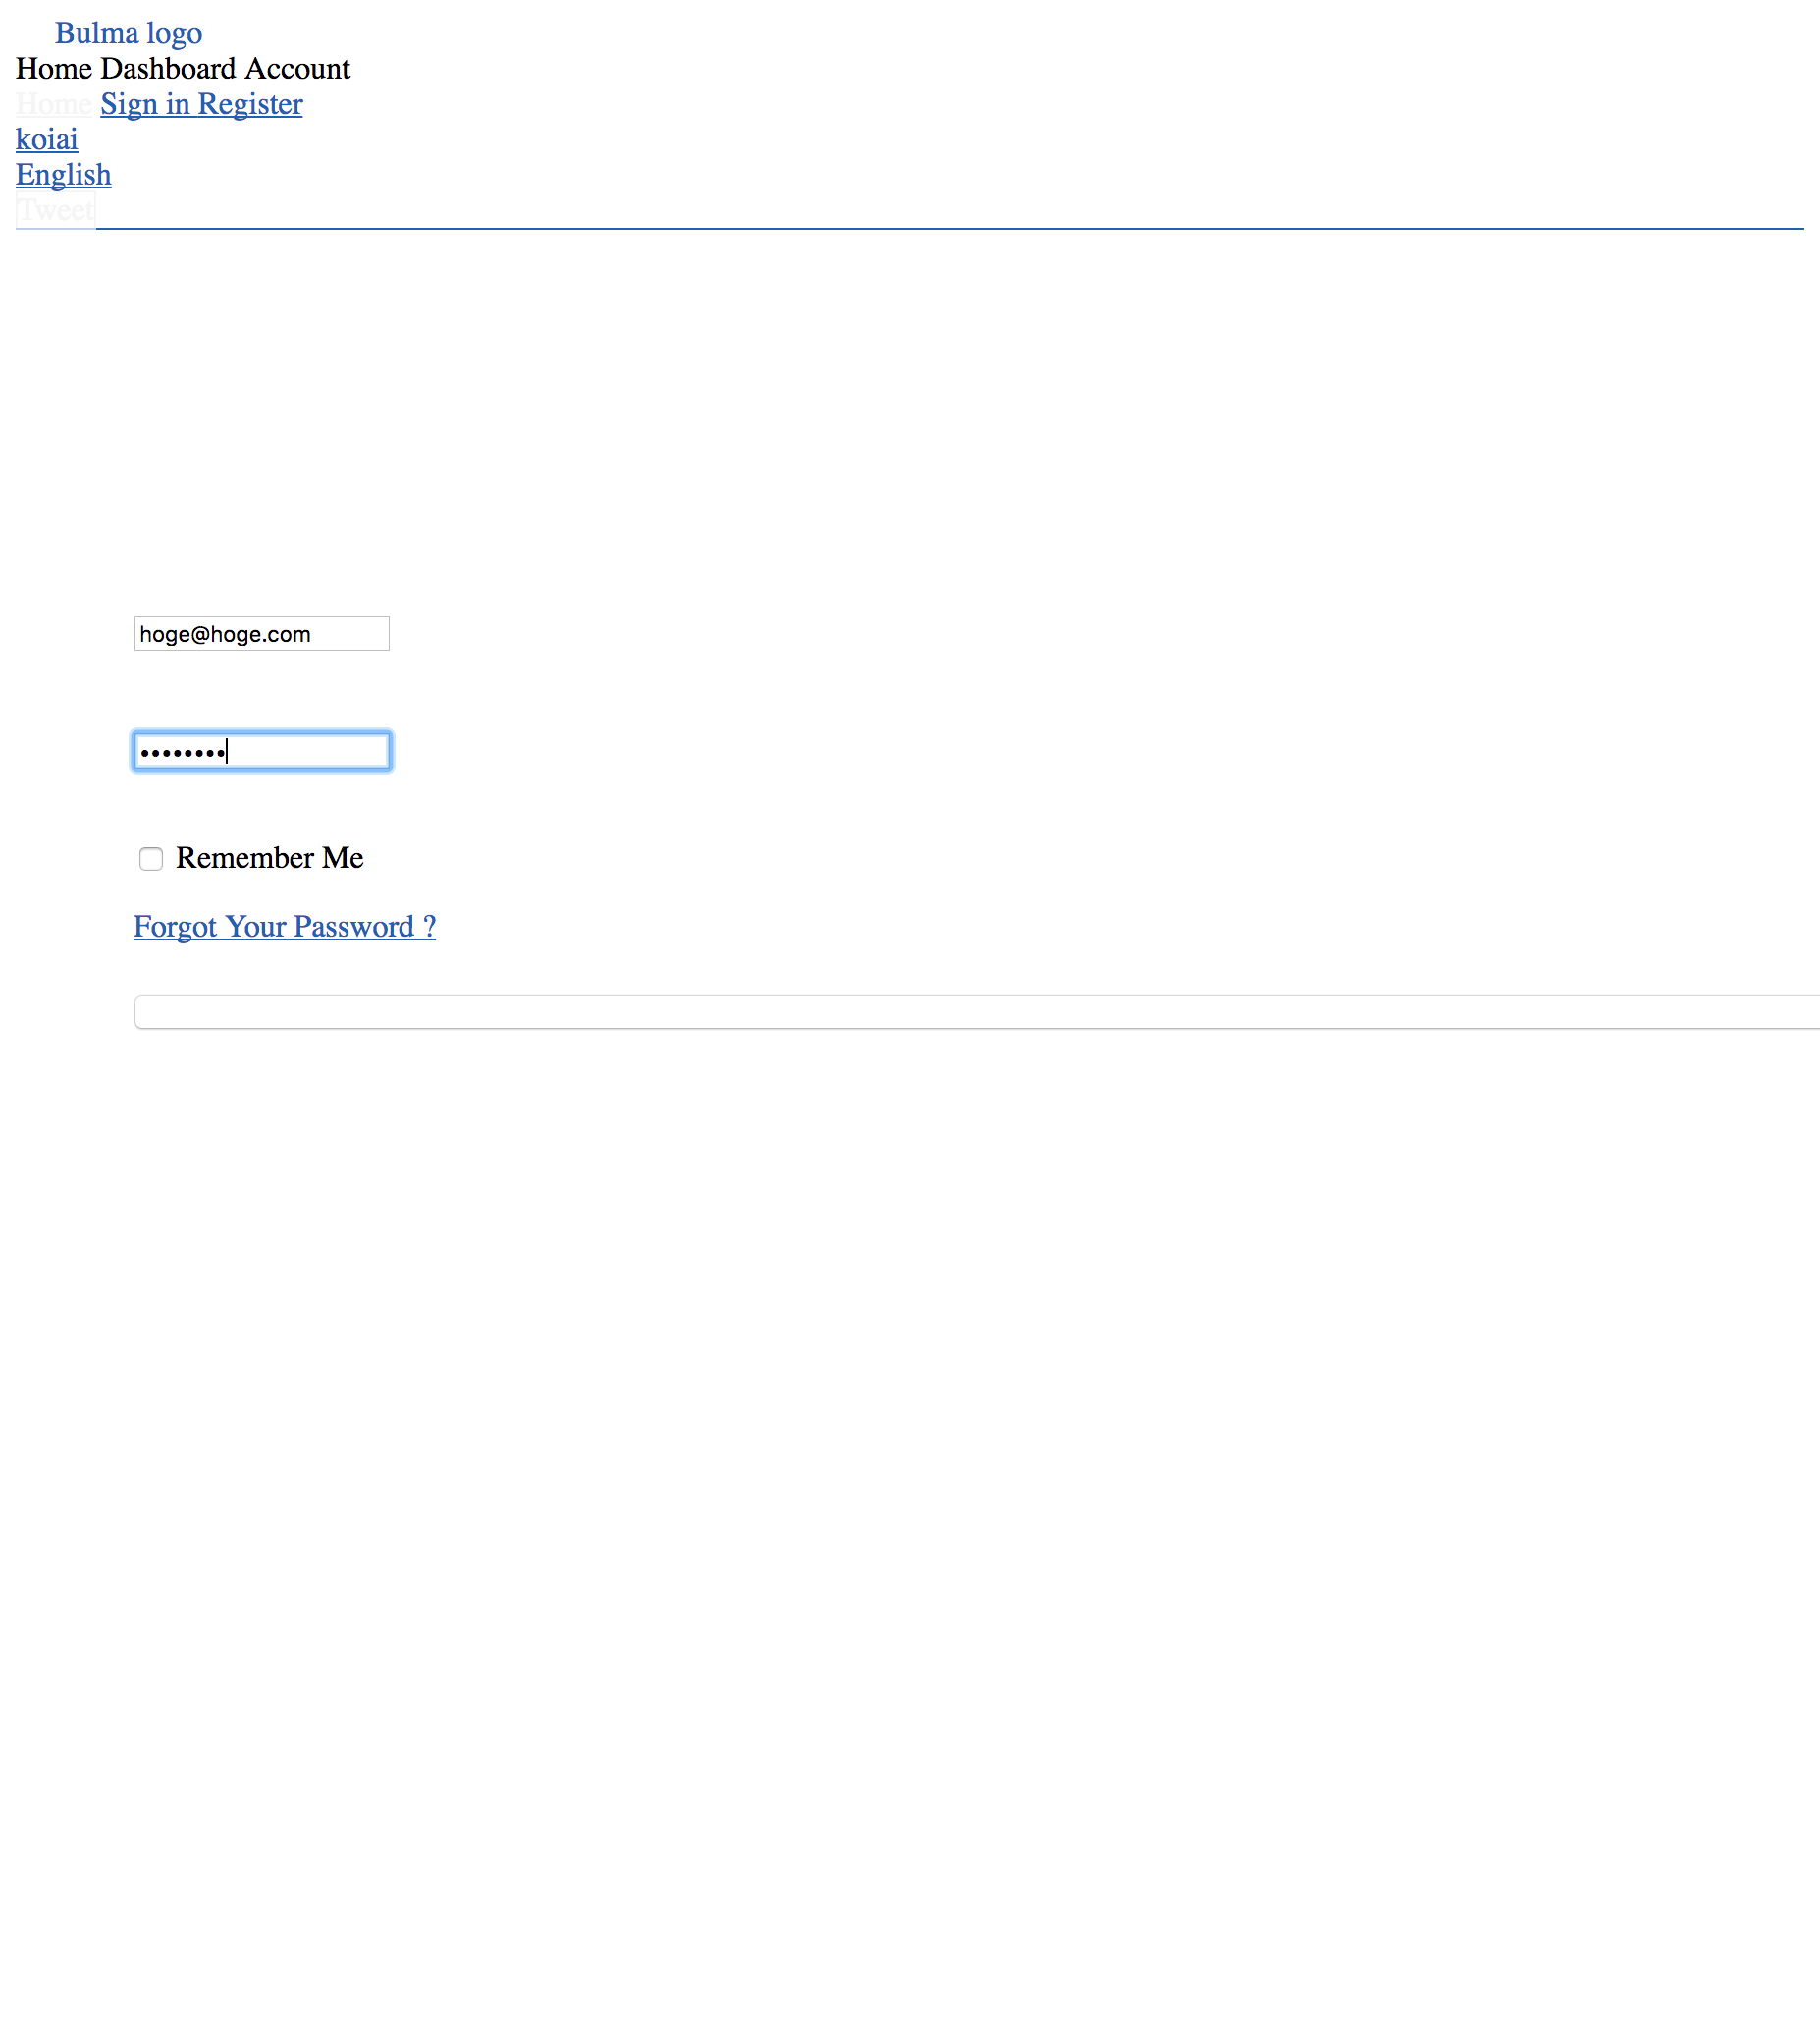 Bulma logo
Home Dashboard Account
Home Sign in Register
koiai
English
Tweet
hoge@hoge.com
••••••••
Remember Me
Forgot Your Password ?